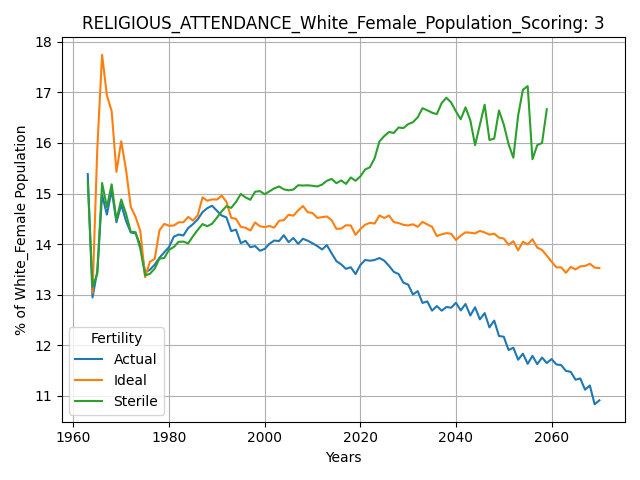 RELIGIOUS_ATTENDANCE_White_Female_Population_Scoring: 3
18
17
16
15
14
13
12
11
% of White_Female Population
Fertility
Actual
Ideal
Sterile
1960
1980
2000
2020
2040
2060
Years